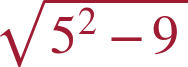 √(5² − 9)